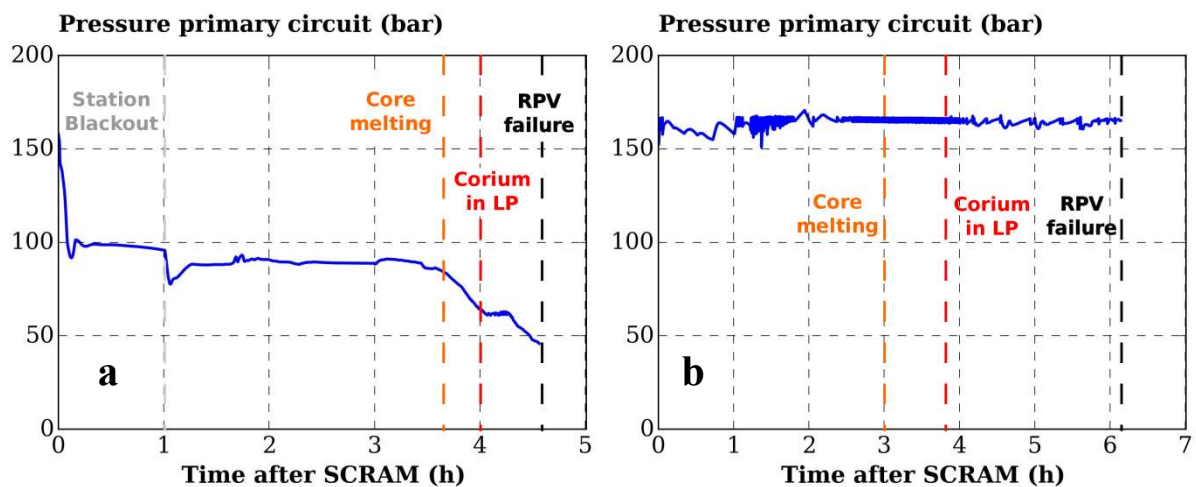 Pressure primary circuit (bar)
200
150
100
50
0
Station
Blackout
Core
melting
RPV
failure
Corium
in LP
a
0 1 2 3 4 5
Time after SCRAM (h)
Pressure primary circuit (bar)
200
150
100
50
0
Core
melting
Corium
in LP
RPV
failure
b
0 1 2 3 4 5 6 7
Time after SCRAM (h)